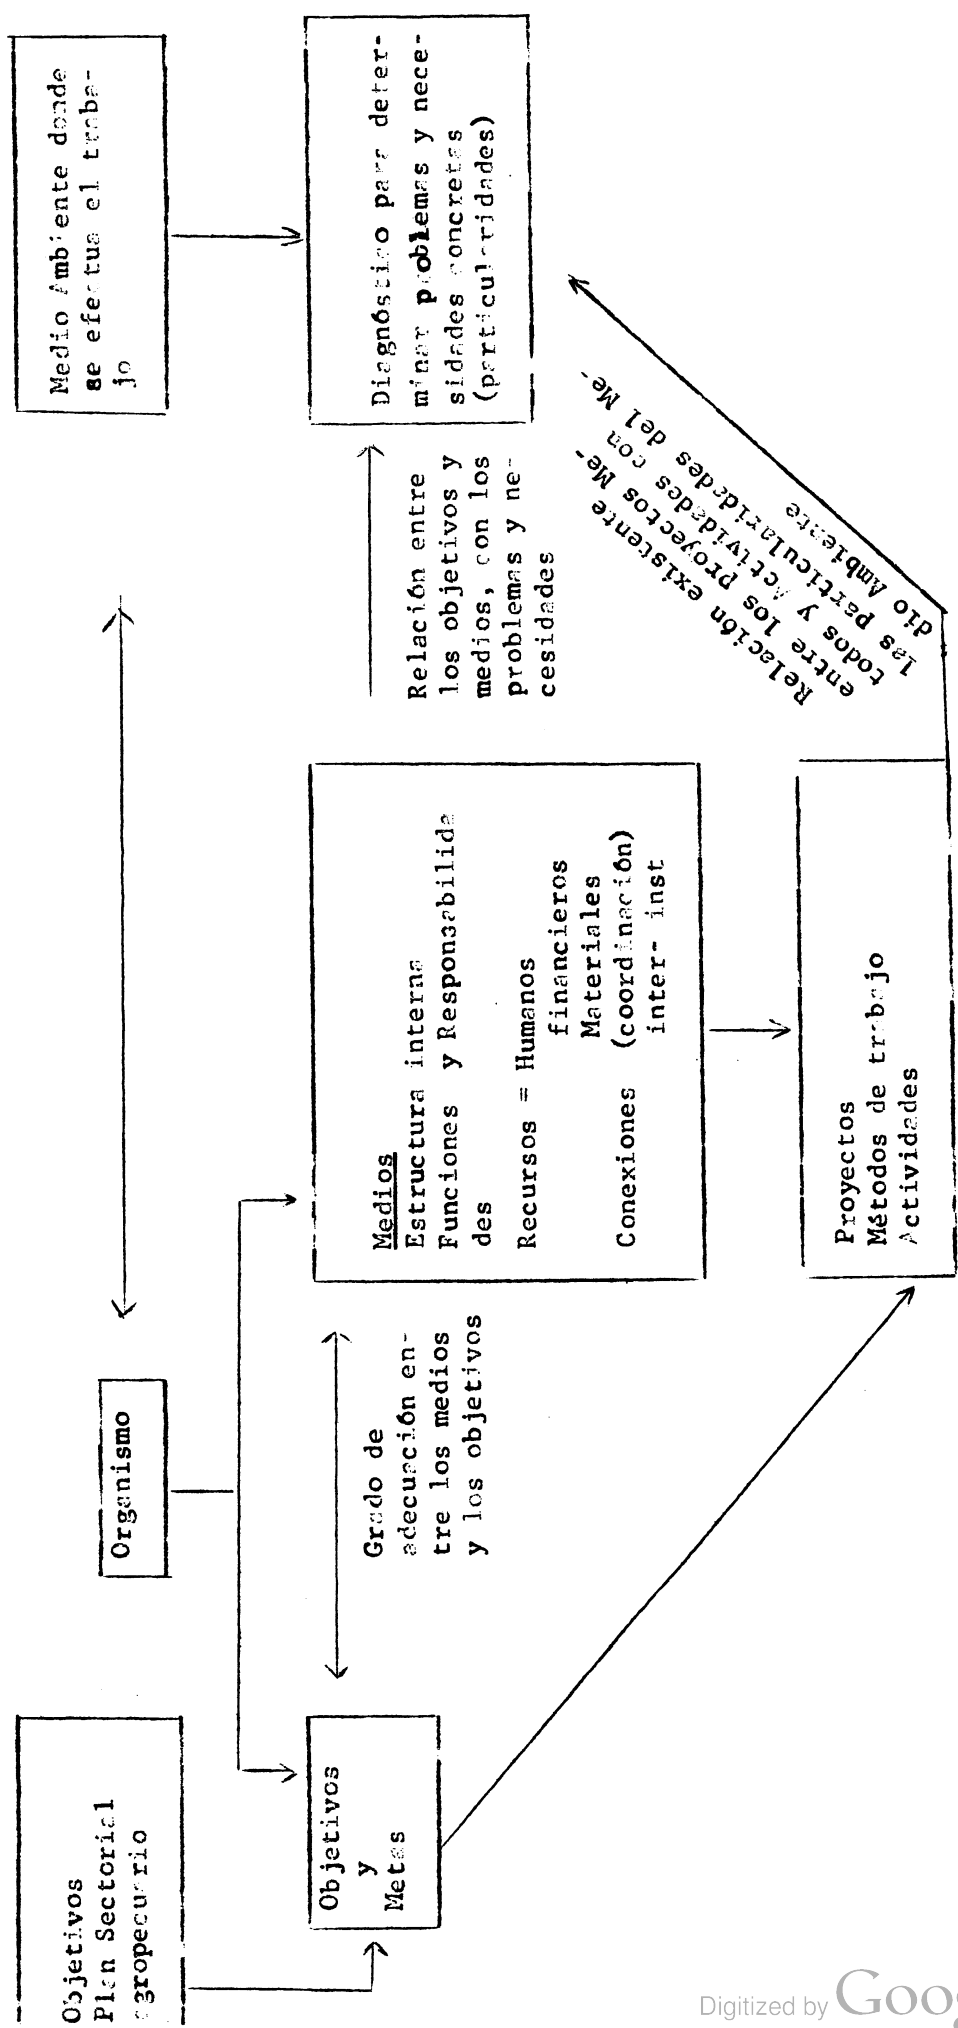 Objetivos
Plan Sectorial
agropecuario
Organismo
Medio Ambiente donde
se efectua el traba-
jo
Objetivos
y
Metas
Grado de
adecuación en-
tre los medios
y los objetivos
Medios
Estructura interna
Funciones y Responsabilida
des
Recursos = Humanos
financieros
Materiales
Conexiones (coordinación)
inter- inst
Relación entre
los objetivos y
medios, con los
problemas y ne-
cesidades
Diagnóstico para deter-
minar problemas y nece-
sidades concretas
(particularidades)
Proyectos
Métodos de trabajo
Actividades
Relación existente
entre los proyectos Me-
todos y Actividades con
las particularidades del Me-
dio Ambiente
Digitized by Goog